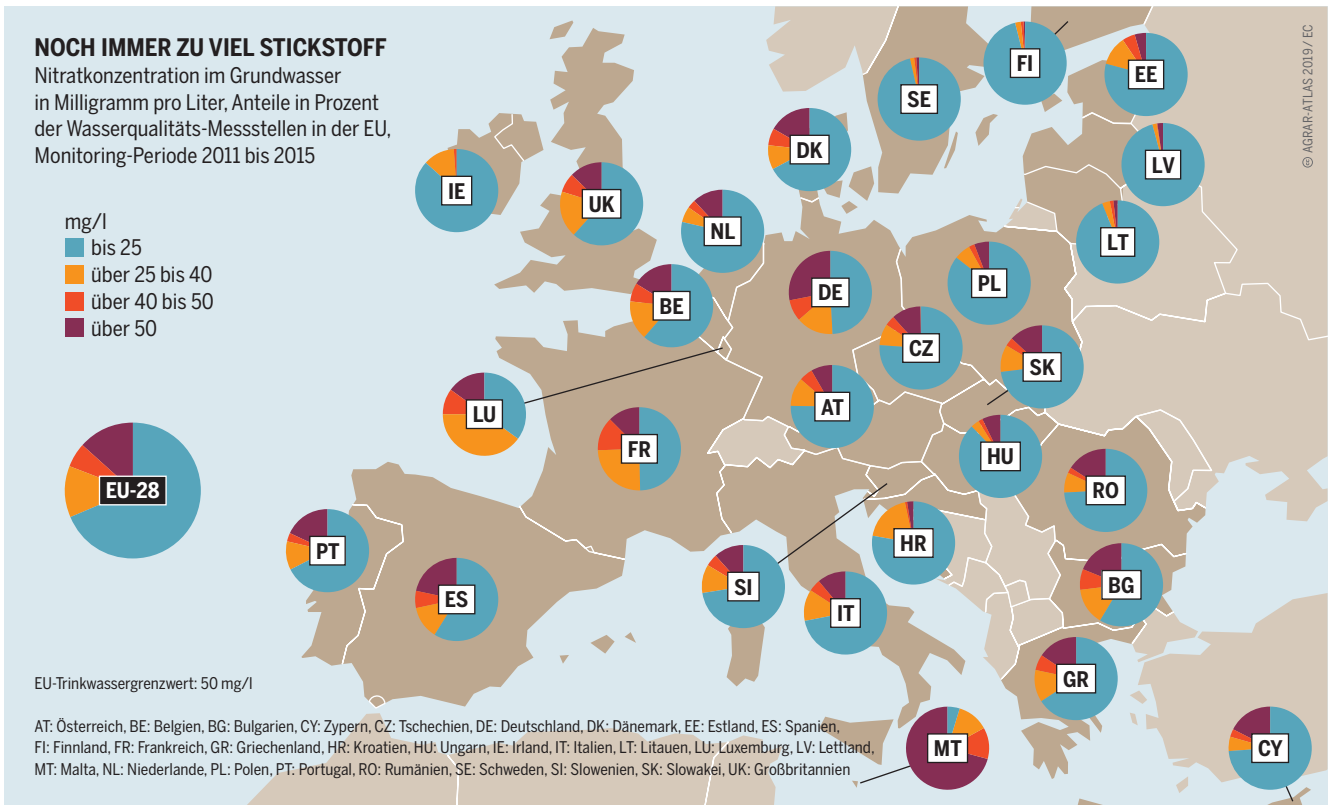 NOCH IMMER ZU VIEL STICKSTOFF
Nitratkonzentration im Grundwasser
in Milligramm pro Liter, Anteile in Prozent
der Wasserqualitäts-Messstellen in der EU,
Monitoring-Periode 2011 bis 2015
mg/l
bis 25
über 25 bis 40
über 40 bis 50
über 50
FI
EE
SE
DK
LV
IE
UK
NL
LT
BE
DE
PL
CZ
SK
LU
AT
FR
HU
EU-28
RO
PT
HR
ES
SI
IT
BG
GR
MT
CY
EU-Trinkwassergrenzwert: 50 mg/l
AT: Österreich, BE: Belgien, BG: Bulgarien, CY: Zypern, CZ: Tschechien, DE: Deutschland, DK: Dänemark, EE: Estland, ES: Spanien,
FI: Finnland, FR: Frankreich, GR: Griechenland, HR: Kroatien, HU: Ungarn, IE: Irland, IT: Italien, LT: Litauen, LU: Luxemburg, LV: Lettland,
MT: Malta, NL: Niederlande, PL: Polen, PT: Portugal, RO: Rumänien, SE: Schweden, SI: Slowenien, SK: Slowakei, UK: Großbritannien
AGRAR-ATLAS 2019 / EC